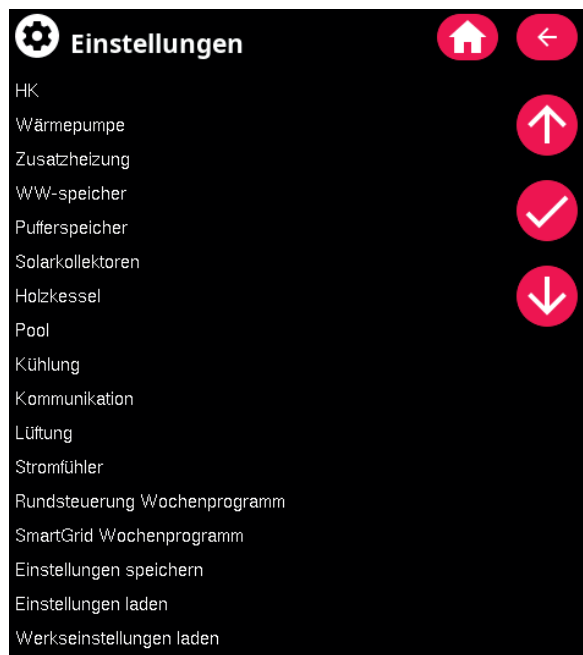 Einstellungen
HK
Wärmepumpe
Zusatzheizung
WW-speicher
Pufferspeicher
Solarkollektoren
Holzkessel
Pool
Kühlung
Kommunikation
Lüftung
Stromfühler
Rundsteuerung Wochenprogramm
SmartGrid Wochenprogramm
Einstellungen speichern
Einstellungen laden
Werkseinstellungen laden